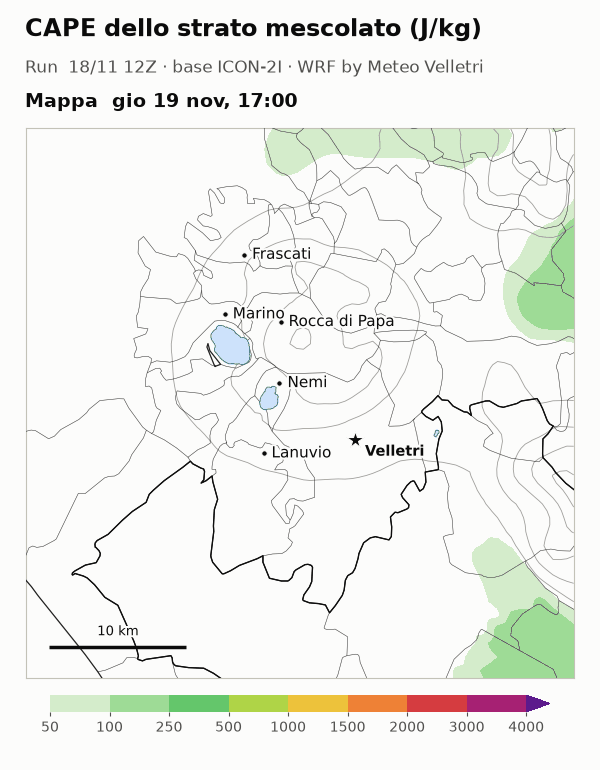 CAPE dello strato mescolato (J/kg)
Run  18/11 12Z · base ICON-2I · WRF by Meteo Velletri
Mappa  gio 19 nov, 17:00
Frascati
Marino
Rocca di Papa
Nemi
Lanuvio
Velletri
10 km
50 100 250 500 1000 1500 2000 3000 4000